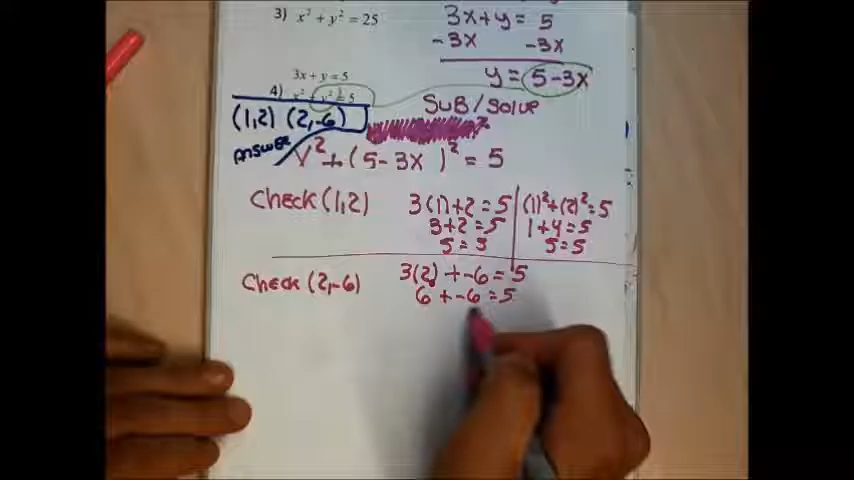 3) x² + y² = 25
3x + y = 5
-3x -3x
y = 5-3x
3x + y = 5
4) x² + y² = 5
SUB/SOLVE
(1,2) (2,-6)
ANSWER
+ (5-3x )² = 5
Check (1,2)
3(1)+2=5
3+2=5
5=5
(1)²+(2)²=5
1+4=5
5=5
Check (2,-6)
3(2) + -6 = 5
6 + -6 = 5